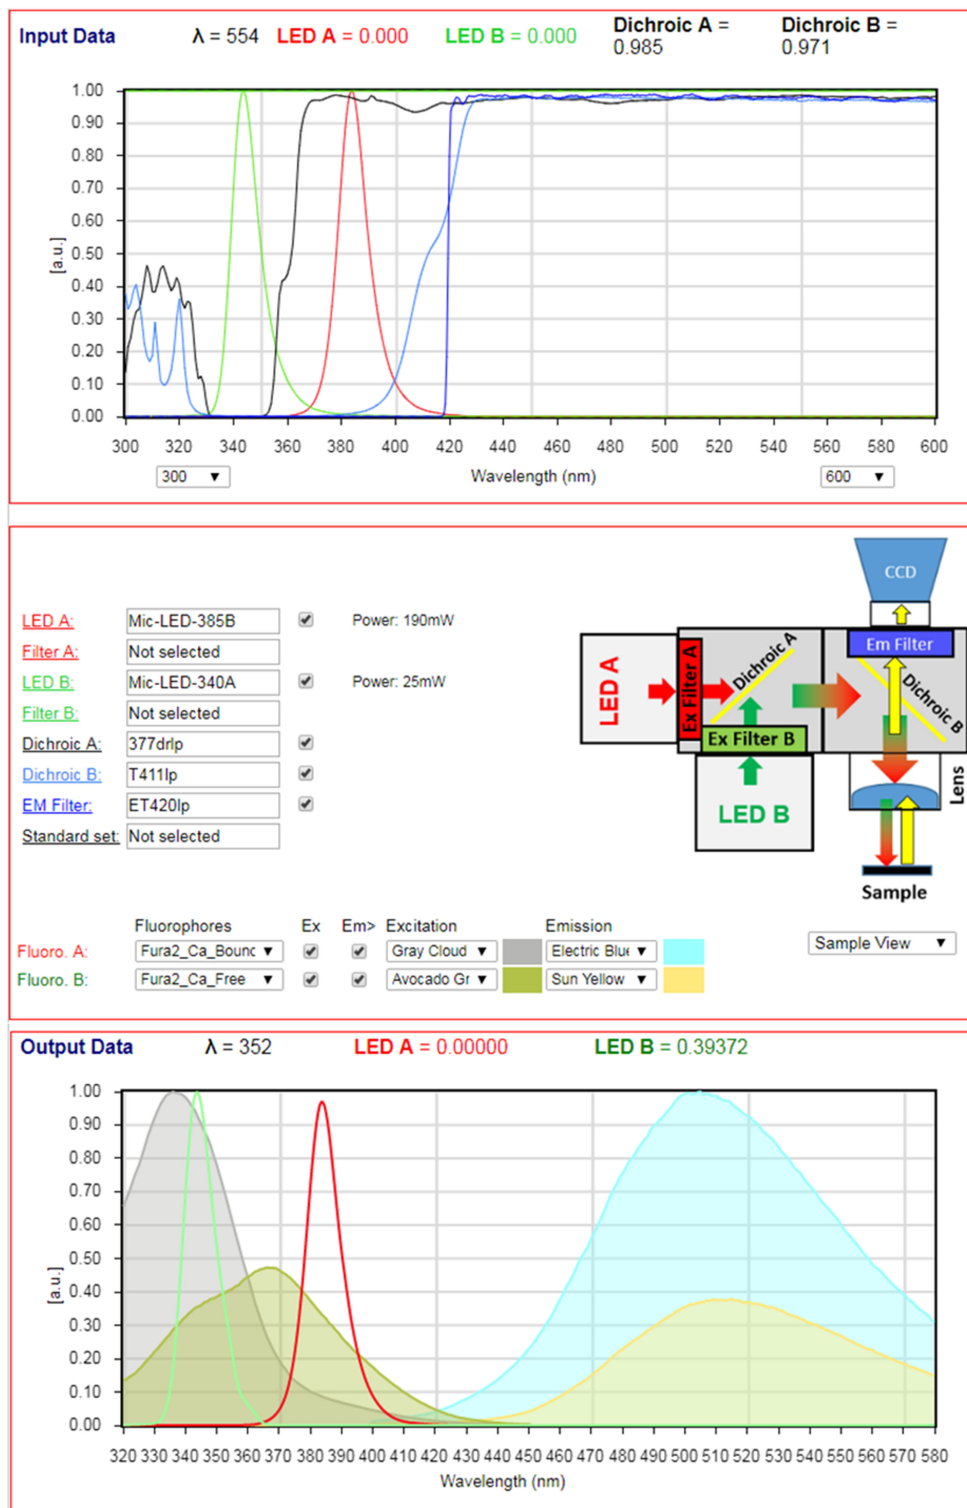 Input Data λ = 554 LED A = 0.000 LED B = 0.000 Dichroic A = 0.985 Dichroic B = 0.971
1.00
0.90
0.80
0.70
0.60
0.50
0.40
0.30
0.20
0.10
0.00
[a.u.]
300 320 340 360 380 400 420 440 460 480 500 520 540 560 580 600
300 ▼ Wavelength (nm) 600 ▼
LED A: Mic-LED-385B Power: 190mW
Filter A: Not selected
LED B: Mic-LED-340A Power: 25mW
Filter B: Not selected
Dichroic A: 377drlp
Dichroic B: T411lp
EM Filter: ET420lp
Standard set: Not selected
CCD
Em Filter
LED A
Ex Filter A
Dichroic A
Dichroic B
Ex Filter B
LED B
Lens
Sample
Fluorophores Ex Em> Excitation Emission
Sample View ▼
Fluoro. A: Fura2_Ca_Bounc ▼ Gray Cloud ▼ Electric Blu ▼
Fluoro. B: Fura2_Ca_Free ▼ Avocado Gr ▼ Sun Yellow ▼
Output Data λ = 352 LED A = 0.00000 LED B = 0.39372
1.00
0.90
0.80
0.70
0.60
0.50
0.40
0.30
0.20
0.10
0.00
[a.u.]
320 330 340 350 360 370 380 390 400 410 420 430 440 450 460 470 480 490 500 510 520 530 540 550 560 570 580
Wavelength (nm)